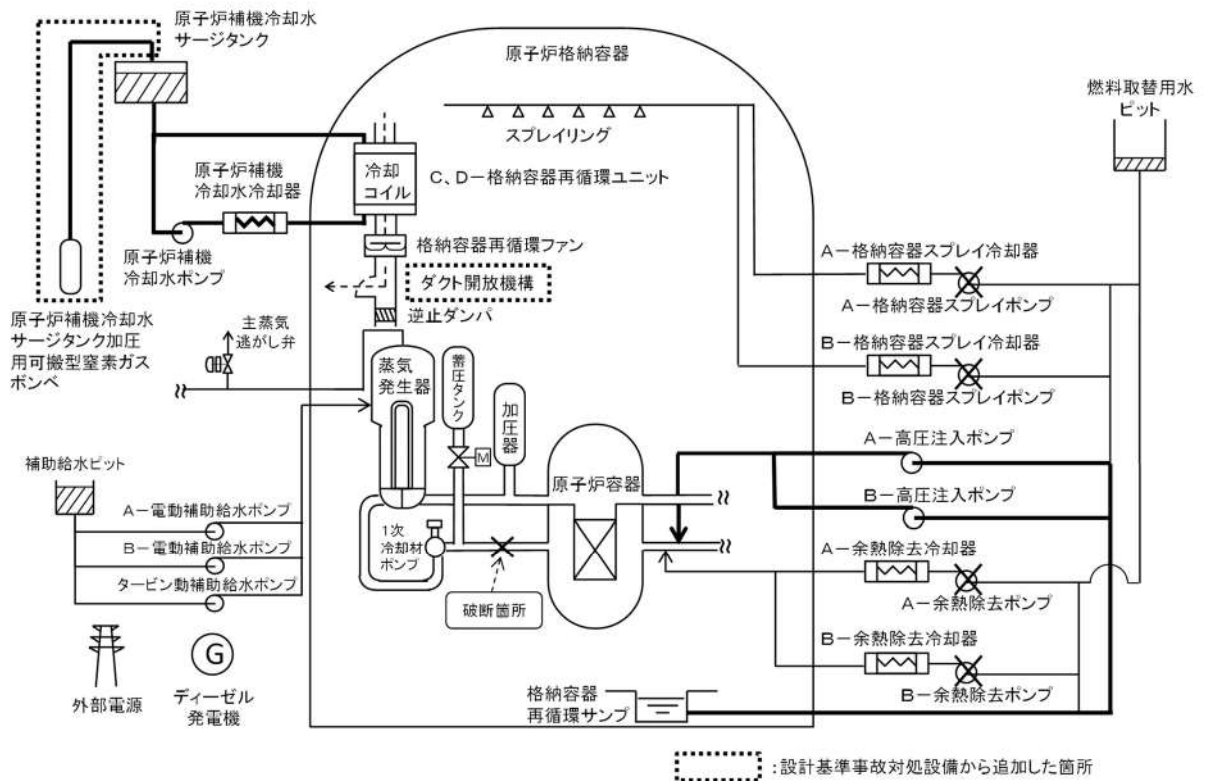 原子炉補機冷却水
サージタンク
原子炉格納容器
燃料取替用水
ピット
スプレイリング
冷却
コイル
C、D－格納容器再循環ユニット
原子炉補機
冷却水冷却器
原子炉補機
冷却水ポンプ
格納容器再循環ファン
ダクト開放機構
逆止ダンパ
A－格納容器スプレイ冷却器
A－格納容器スプレイポンプ
B－格納容器スプレイ冷却器
B－格納容器スプレイポンプ
原子炉補機冷却水
サージタンク加圧
用可搬型窒素ガス
ボンベ
主蒸気
逃がし弁
蒸気
発生器
蓄圧タンク
加圧器
M
原子炉容器
A－高圧注入ポンプ
B－高圧注入ポンプ
補助給水ピット
A－電動補助給水ポンプ
B－電動補助給水ポンプ
タービン動補助給水ポンプ
1次
冷却材
ポンプ
破断箇所
A－余熱除去冷却器
A－余熱除去ポンプ
B－余熱除去冷却器
B－余熱除去ポンプ
外部電源
G
ディーゼル
発電機
格納容器
再循環サンプ
：設計基準事故対処設備から追加した箇所